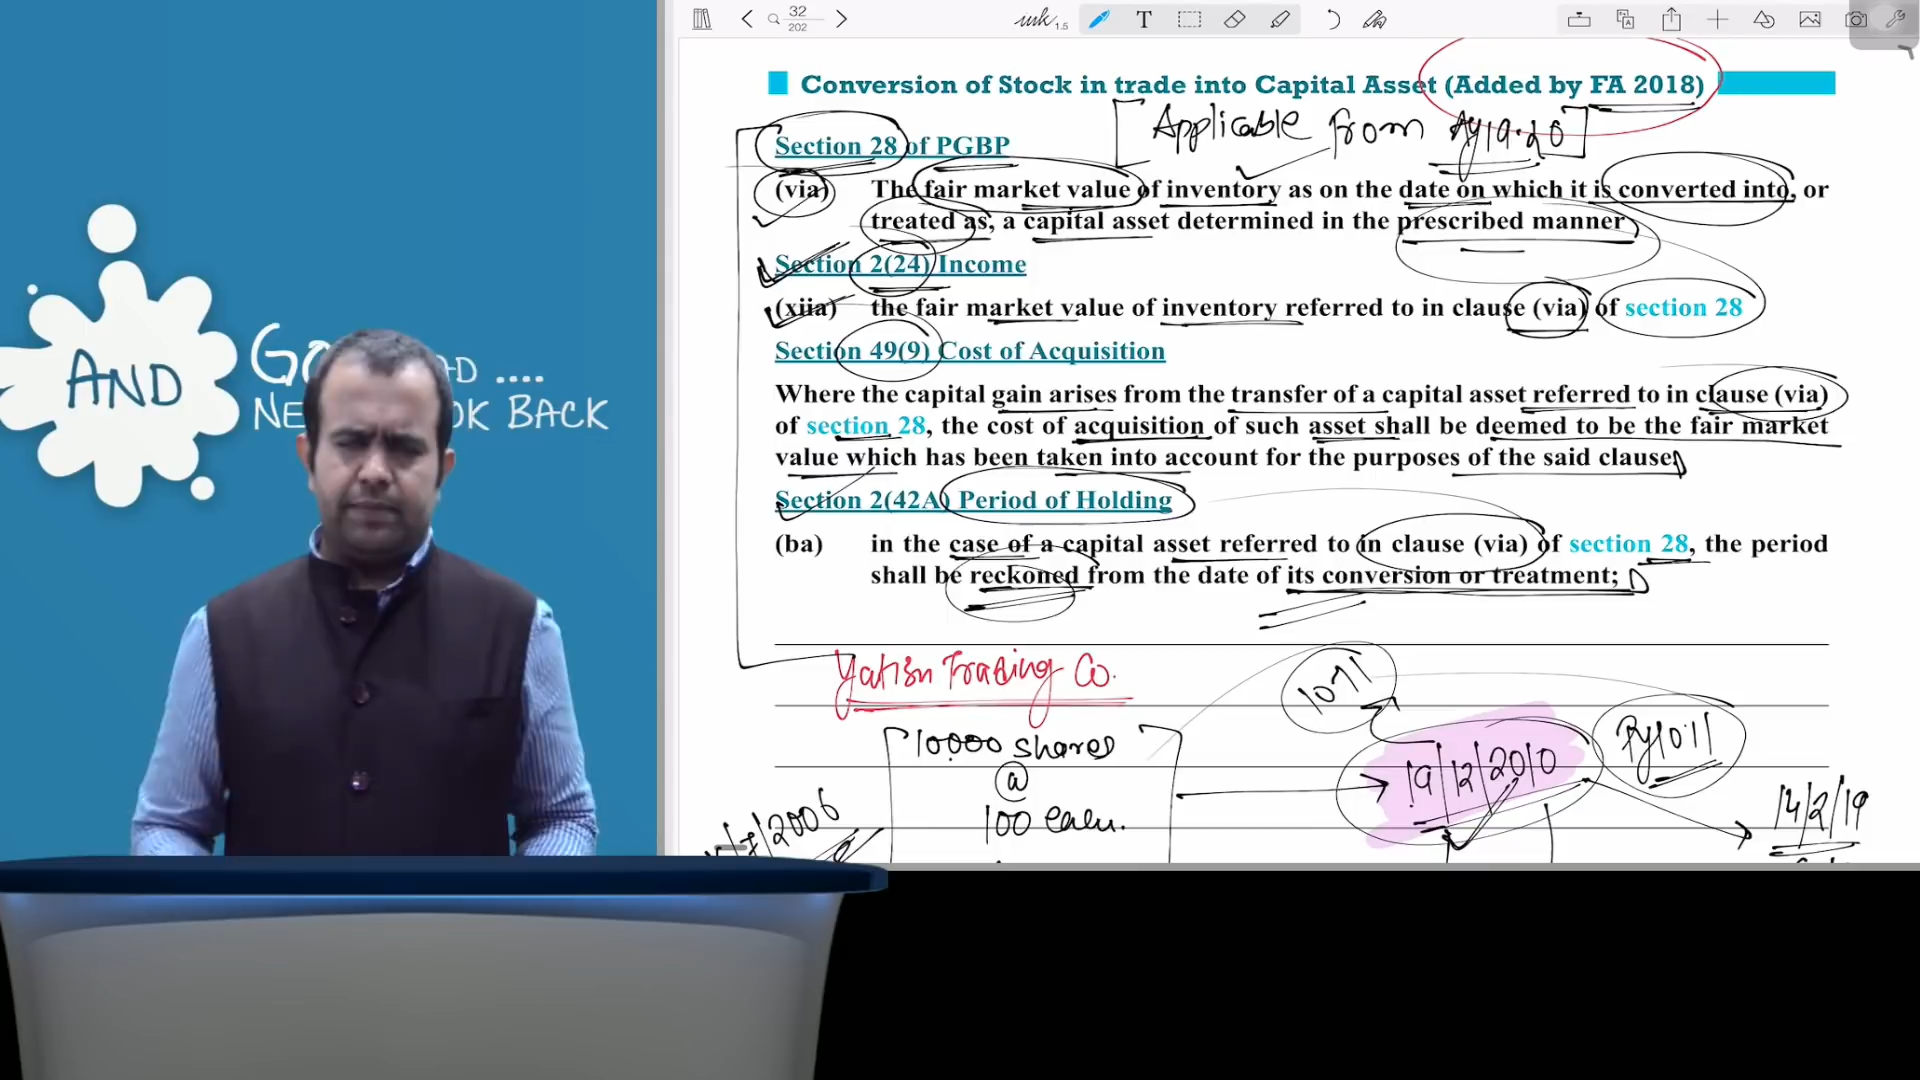 32
202
ink 1.5
T
Conversion of Stock in trade into Capital Asset (Added by FA 2018)
[Applicable from Ay19.20]
Section 28 of PGBP
(via) The fair market value of inventory as on the date on which it is converted into, or
treated as, a capital asset determined in the prescribed manner
Section 2(24) Income
(xiia) the fair market value of inventory referred to in clause (via) of section 28
Section 49(9) Cost of Acquisition
Where the capital gain arises from the transfer of a capital asset referred to in clause (via)
of section 28, the cost of acquisition of such asset shall be deemed to be the fair market
value which has been taken into account for the purposes of the said clause
Section 2(42A) Period of Holding
(ba) in the case of a capital asset referred to in clause (via) of section 28, the period
shall be reckoned from the date of its conversion or treatment;
Yatish Trading Co.
10,000 shares
@
100 each.
19/12/2010
Py10.11
14/2/19
/2006
AND
BACK